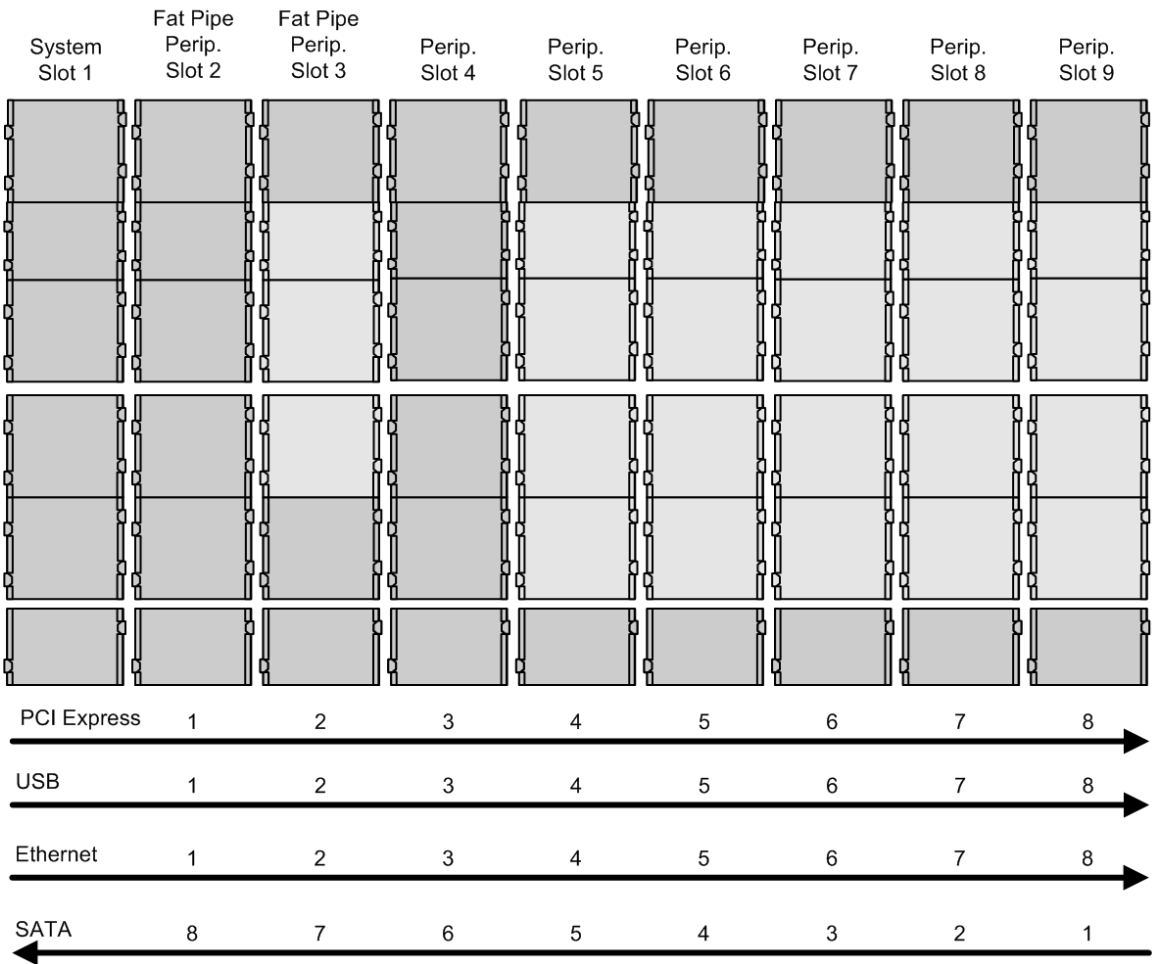 System
Slot 1
Fat Pipe
Perip.
Slot 2
Fat Pipe
Perip.
Slot 3
Perip.
Slot 4
Perip.
Slot 5
Perip.
Slot 6
Perip.
Slot 7
Perip.
Slot 8
Perip.
Slot 9
PCI Express 1 2 3 4 5 6 7 8
USB 1 2 3 4 5 6 7 8
Ethernet 1 2 3 4 5 6 7 8
SATA 8 7 6 5 4 3 2 1